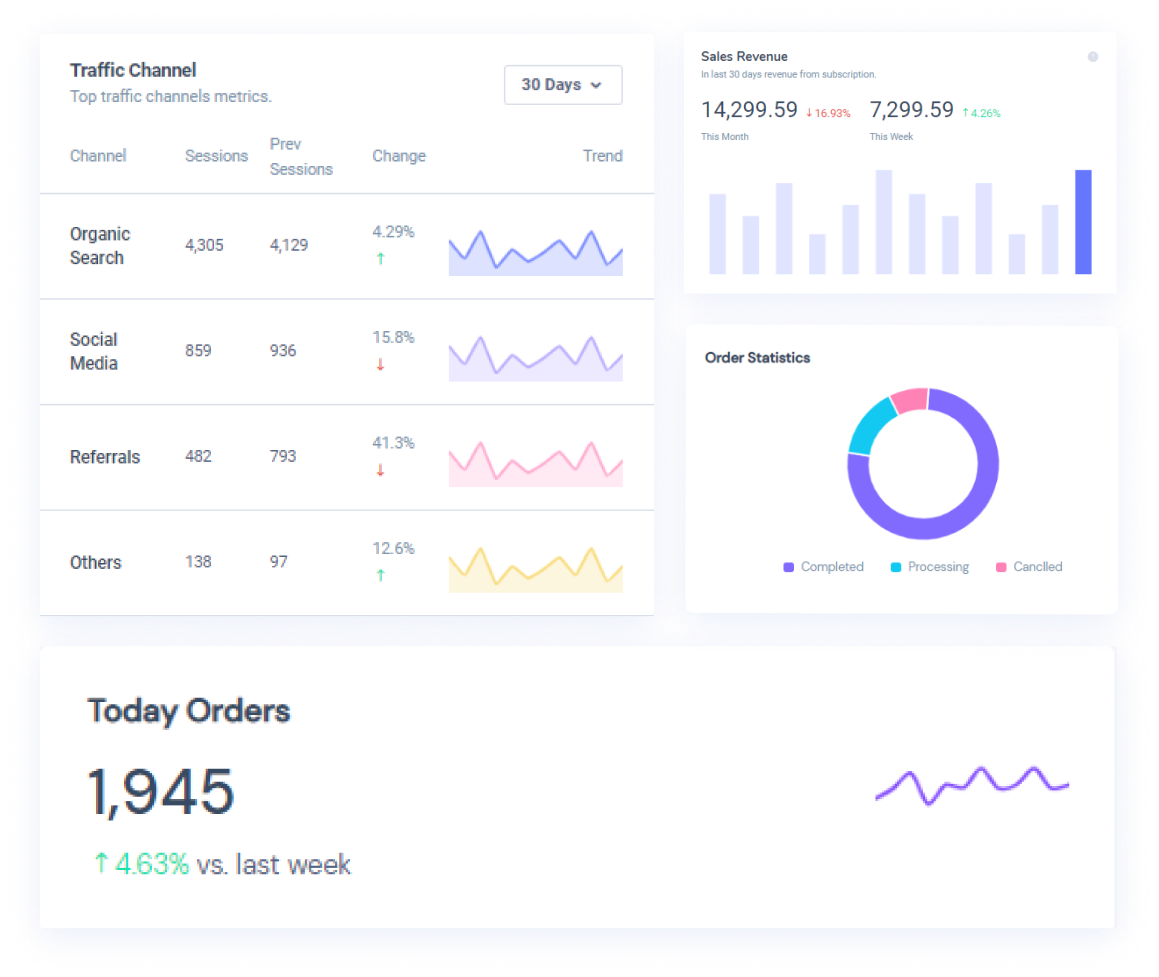 Traffic Channel
Top traffic channels metrics.
30 Days
Channel Sessions Prev Sessions Change Trend
Organic Search 4,305 4,129 4.29% ↑
Social Media 859 936 15.8% ↓
Referrals 482 793 41.3% ↓
Others 138 97 12.6% ↑
Sales Revenue
In last 30 days revenue from subscription.
14,299.59 ↓ 16.93% 7,299.59 ↑ 4.26%
This Month This Week
Order Statistics
Completed Processing Canclled
Today Orders
1,945
↑ 4.63% vs. last week